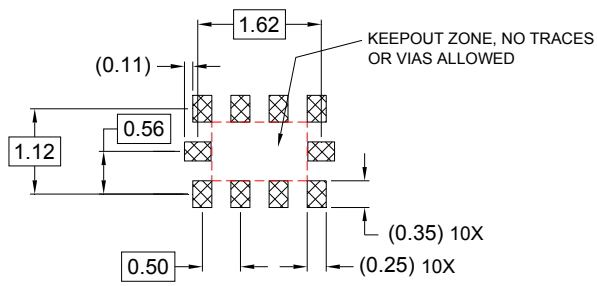 1.62
KEEPOUT ZONE, NO TRACES
OR VIAS ALLOWED
(0.11)
0.56
1.12
(0.35) 10X
0.50
(0.25) 10X